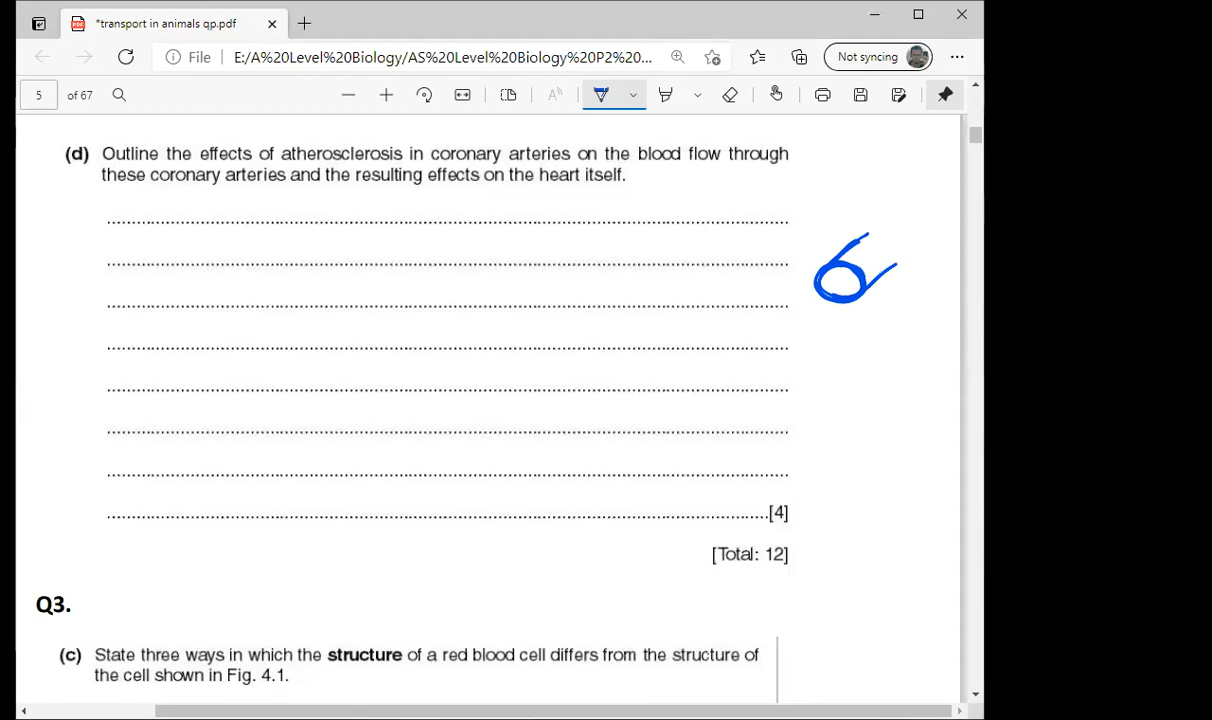 *transport in animals qp.pdf
File E:/A%20Level%20Biology/AS%20Level%20Biology%20P2%20... Not syncing
5 of 67
(d) Outline the effects of atherosclerosis in coronary arteries on the blood flow through
these coronary arteries and the resulting effects on the heart itself.
[4]
[Total: 12]
Q3.
(c) State three ways in which the structure of a red blood cell differs from the structure of
the cell shown in Fig. 4.1.